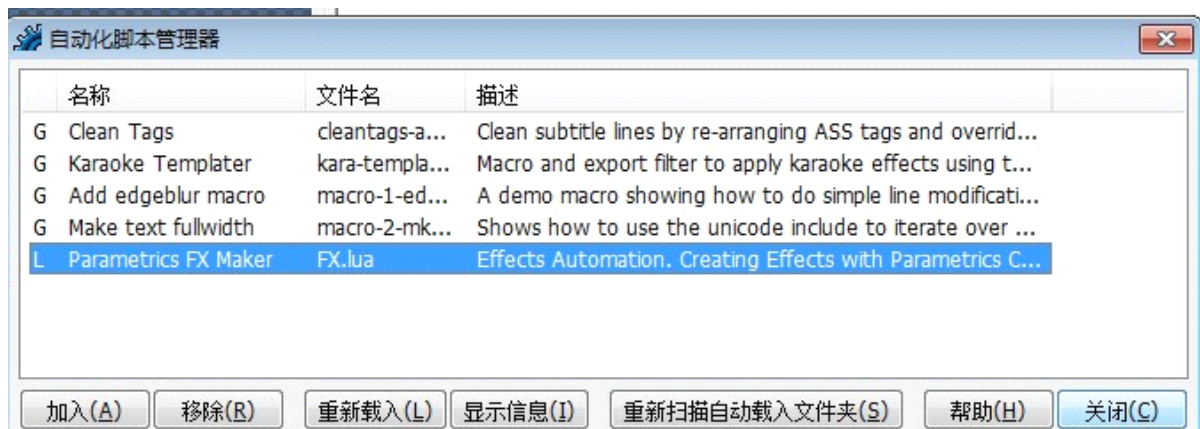 自动化脚本管理器
名称 文件名 描述
G Clean Tags cleantags-a... Clean subtitle lines by re-arranging ASS tags and overrid...
G Karaoke Templater kara-templa... Macro and export filter to apply karaoke effects using t...
G Add edgeblur macro macro-1-ed... A demo macro showing how to do simple line modificati...
G Make text fullwidth macro-2-mk... Shows how to use the unicode include to iterate over ...
L Parametrics FX Maker FX.lua Effects Automation. Creating Effects with Parametrics C...
加入(A) 移除(R) 重新载入(L) 显示信息(I) 重新扫描自动载入文件夹(S) 帮助(H) 关闭(C)